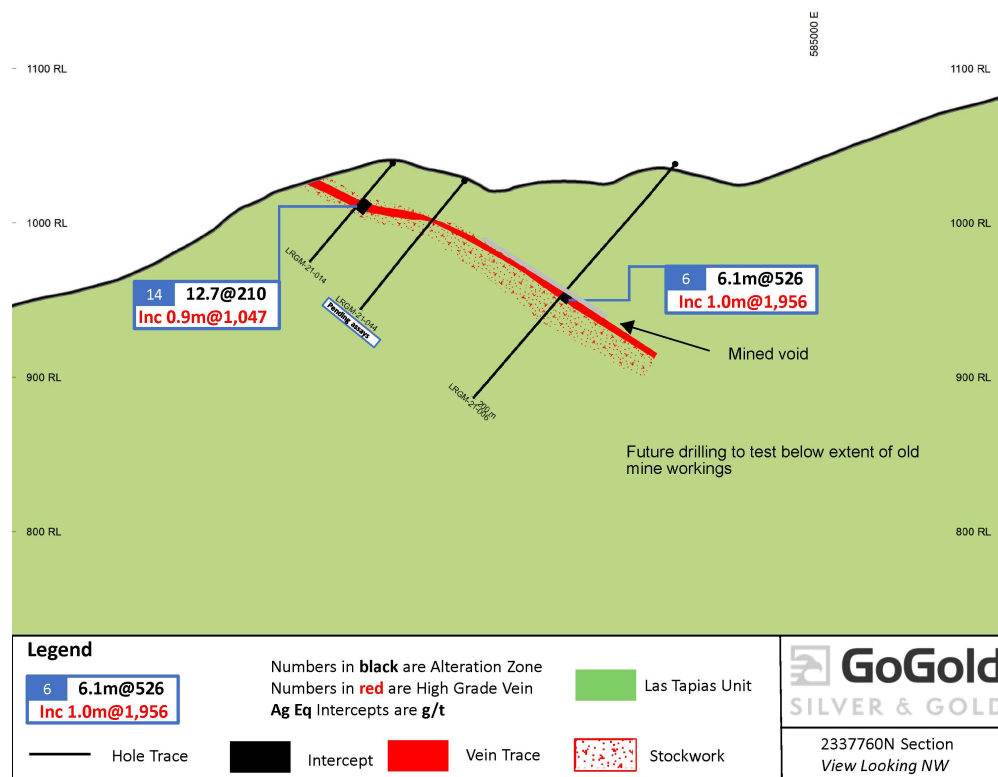 585000 E
1100 RL
1100 RL
1000 RL
1000 RL
LRGM-21-014
14 12.7@210
Inc 0.9m@1,047
LRGM-21-044
Pending assays
6 6.1m@526
Inc 1.0m@1,956
Mined void
900 RL
900 RL
LRGM-21-006
200 m
Future drilling to test below extent of old
mine workings
800 RL
800 RL
Legend
6 6.1m@526
Inc 1.0m@1,956
Numbers in black are Alteration Zone
Numbers in red are High Grade Vein
Ag Eq Intercepts are g/t
Las Tapias Unit
Hole Trace
Intercept
Vein Trace
Stockwork
GoGold
SILVER & GOLD
2337760N Section
View Looking NW